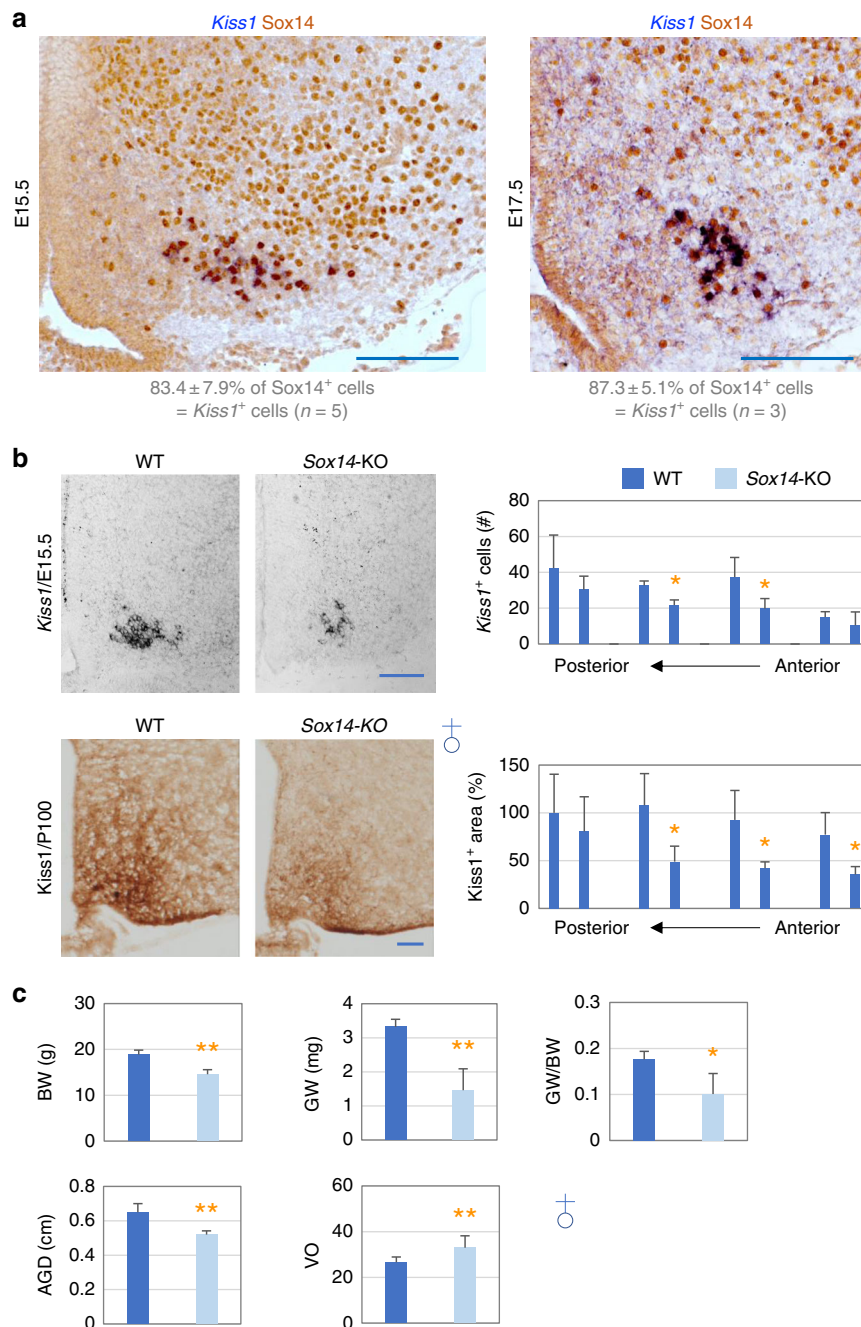 a
Kiss1 Sox14
Kiss1 Sox14
E15.5
E17.5
83.4 ± 7.9% of Sox14⁺ cells
= Kiss1⁺ cells (n = 5)
87.3 ± 5.1% of Sox14⁺ cells
= Kiss1⁺ cells (n = 3)
b
WT
Sox14-KO
Kiss1/E15.5
WT
Sox14-KO
Kiss1⁺ cells (#)
80
60
40
20
0
*
*
Posterior
Anterior
WT
Sox14-KO
Kiss1/P100
Kiss1⁺ area (%)
150
100
50
0
*
*
*
Posterior
Anterior
c
BW (g)
30
20
10
0
**
GW (mg)
4
3
2
1
0
**
GW/BW
0.3
0.2
0.1
0
*
AGD (cm)
0.8
0.6
0.4
0.2
0
**
VO
60
40
20
0
**